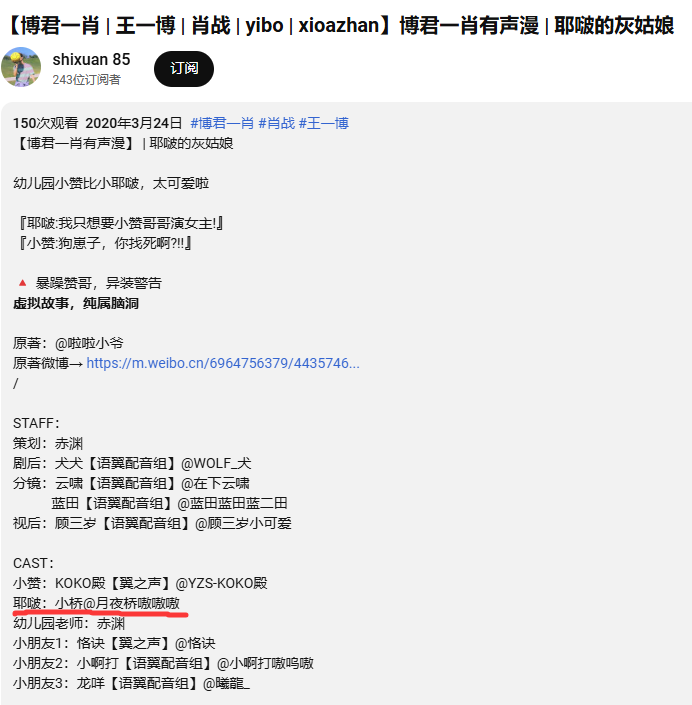 【博君一肖 | 王一博 | 肖战 | yibo | xioazhan】博君一肖有声漫 | 耶啵的灰姑娘
shixuan 85
243位订阅者
订阅
150次观看 2020年3月24日 #博君一肖 #肖战 #王一博
【博君一肖有声漫】 | 耶啵的灰姑娘
幼儿园小赞比小耶啵，太可爱啦
『耶啵:我只想要小赞哥哥演女主!』
『小赞:狗崽子，你找死啊?!!』
🔺 暴躁赞哥，异装警告
虚拟故事，纯属脑洞
原著：@啦啦小爷
原著微博→ https://m.weibo.cn/6964756379/4435746...
/
STAFF：
策划：赤渊
剧后：犬犬【语翼配音组】@WOLF_犬
分镜：云啸【语翼配音组】@在下云啸
蓝田【语翼配音组】@蓝田蓝田蓝二田
视后：顾三岁【语翼配音组】@顾三岁小可爱
CAST：
小赞：KOKO殿【翼之声】@YZS-KOKO殿
耶啵：小桥@月夜桥嗷嗷嗷
幼儿园老师：赤渊
小朋友1：恪诀【翼之声】@恪诀
小朋友2：小啊打【语翼配音组】@小啊打嗷呜嗷
小朋友3：龙咩【语翼配音组】@曦龍_